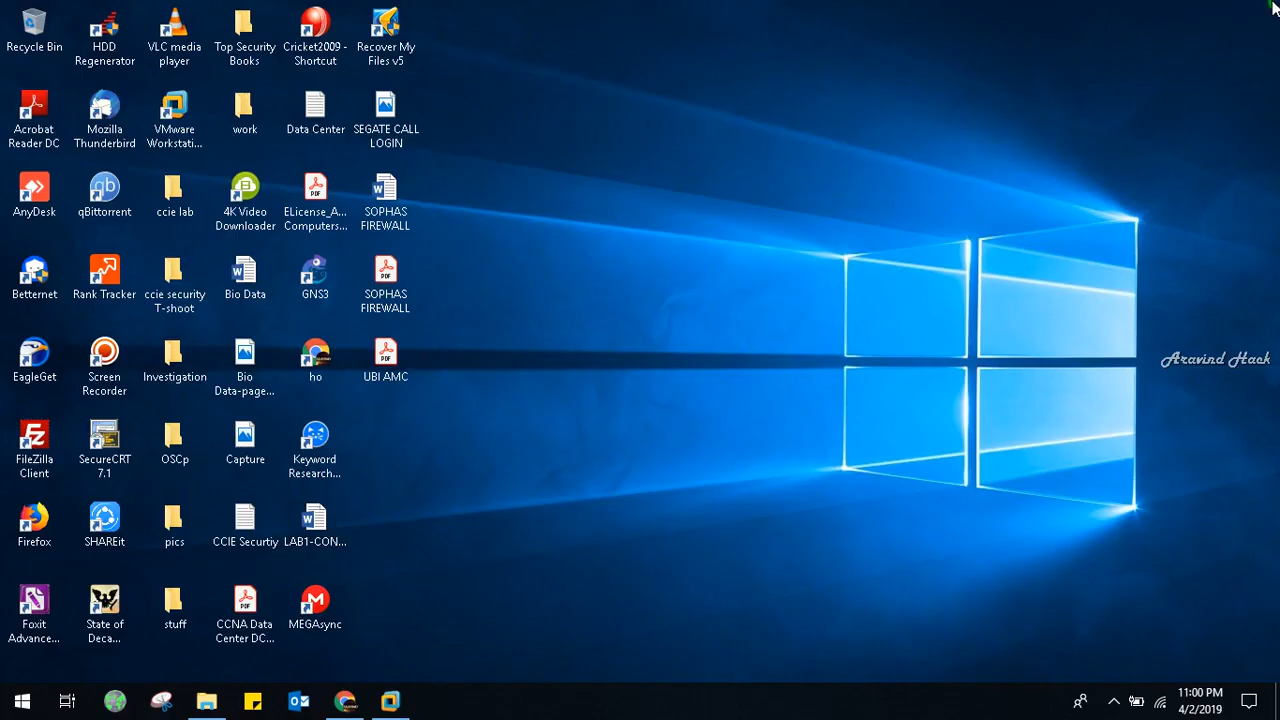 Recycle Bin
HDD
Regenerator
VLC media
player
Top Security
Books
Cricket2009 -
Shortcut
Recover My
Files v5
Acrobat
Reader DC
Mozilla
Thunderbird
VMware
Workstati...
work
Data Center
SEGATE CALL
LOGIN
AnyDesk
qBittorrent
ccie lab
4K Video
Downloader
ELicense_A...
Computers...
SOPHAS
FIREWALL
Betternet
Rank Tracker
ccie security
T-shoot
Bio Data
GNS3
SOPHAS
FIREWALL
EagleGet
Screen
Recorder
Investigation
Bio
Data-page...
ho
UBI AMC
FileZilla
Client
SecureCRT
7.1
OSCp
Capture
Keyword
Research...
Firefox
SHAREit
pics
CCIE Securtiy
LAB1-CON...
Foxit
Advance...
State of
Deca...
stuff
CCNA Data
Center DC...
MEGAsync
Aravind Hack
11:00 PM
4/2/2019